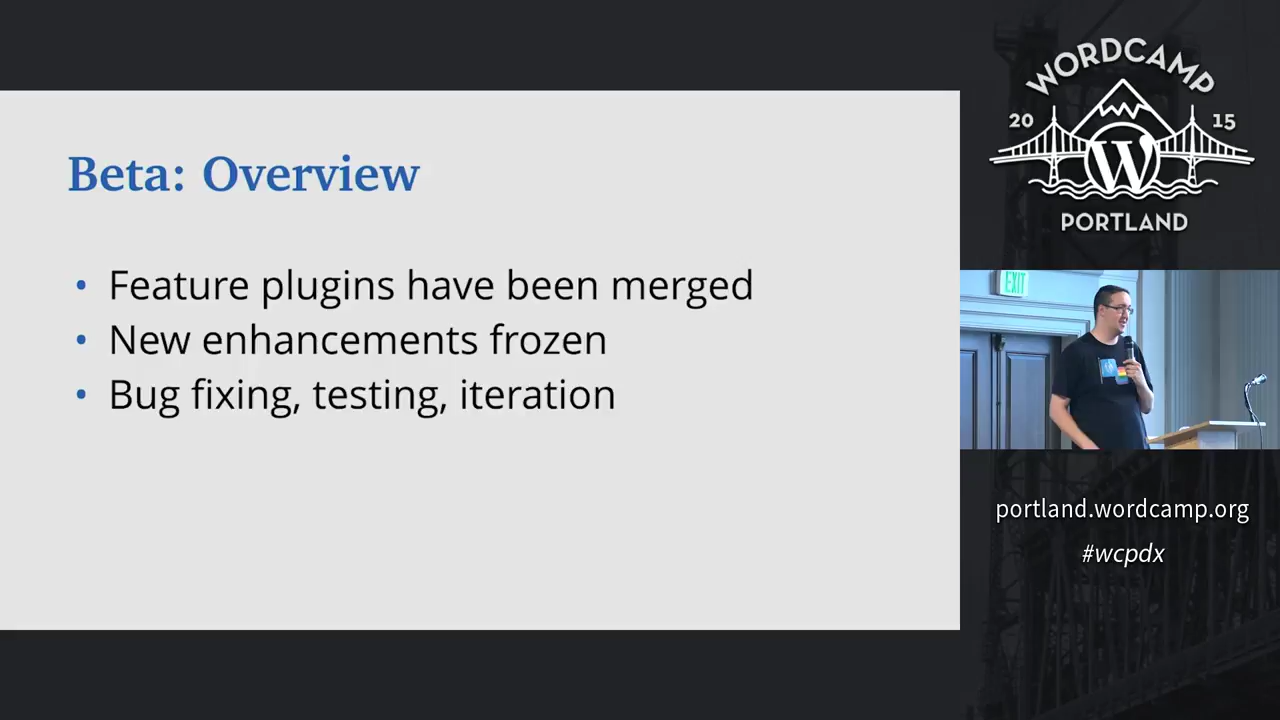 Beta: Overview
• Feature plugins have been merged
• New enhancements frozen
• Bug fixing, testing, iteration
WORDCAMP
20 15
W
PORTLAND
EXIT
portland.wordcamp.org
#wcpdx